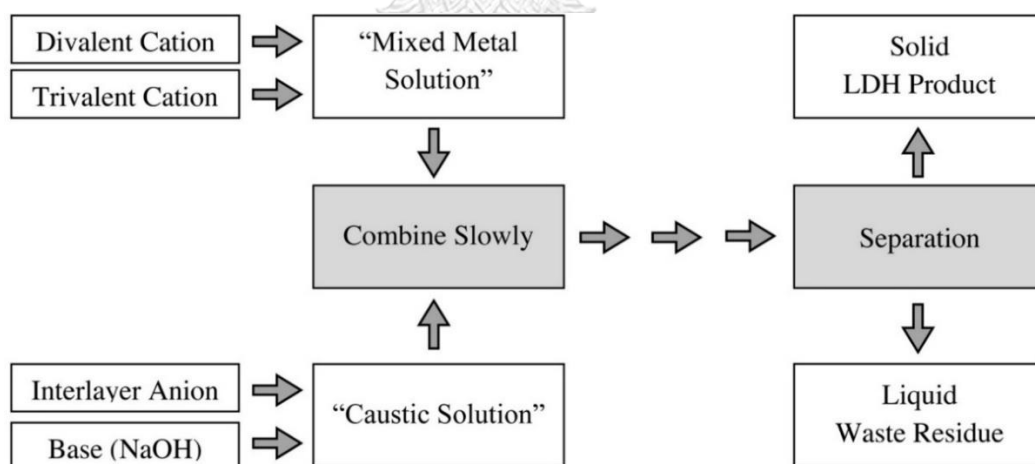 Divalent Cation
Trivalent Cation
“Mixed Metal
Solution”
Solid
LDH Product
Combine Slowly
Separation
Interlayer Anion
Base (NaOH)
“Caustic Solution”
Liquid
Waste Residue